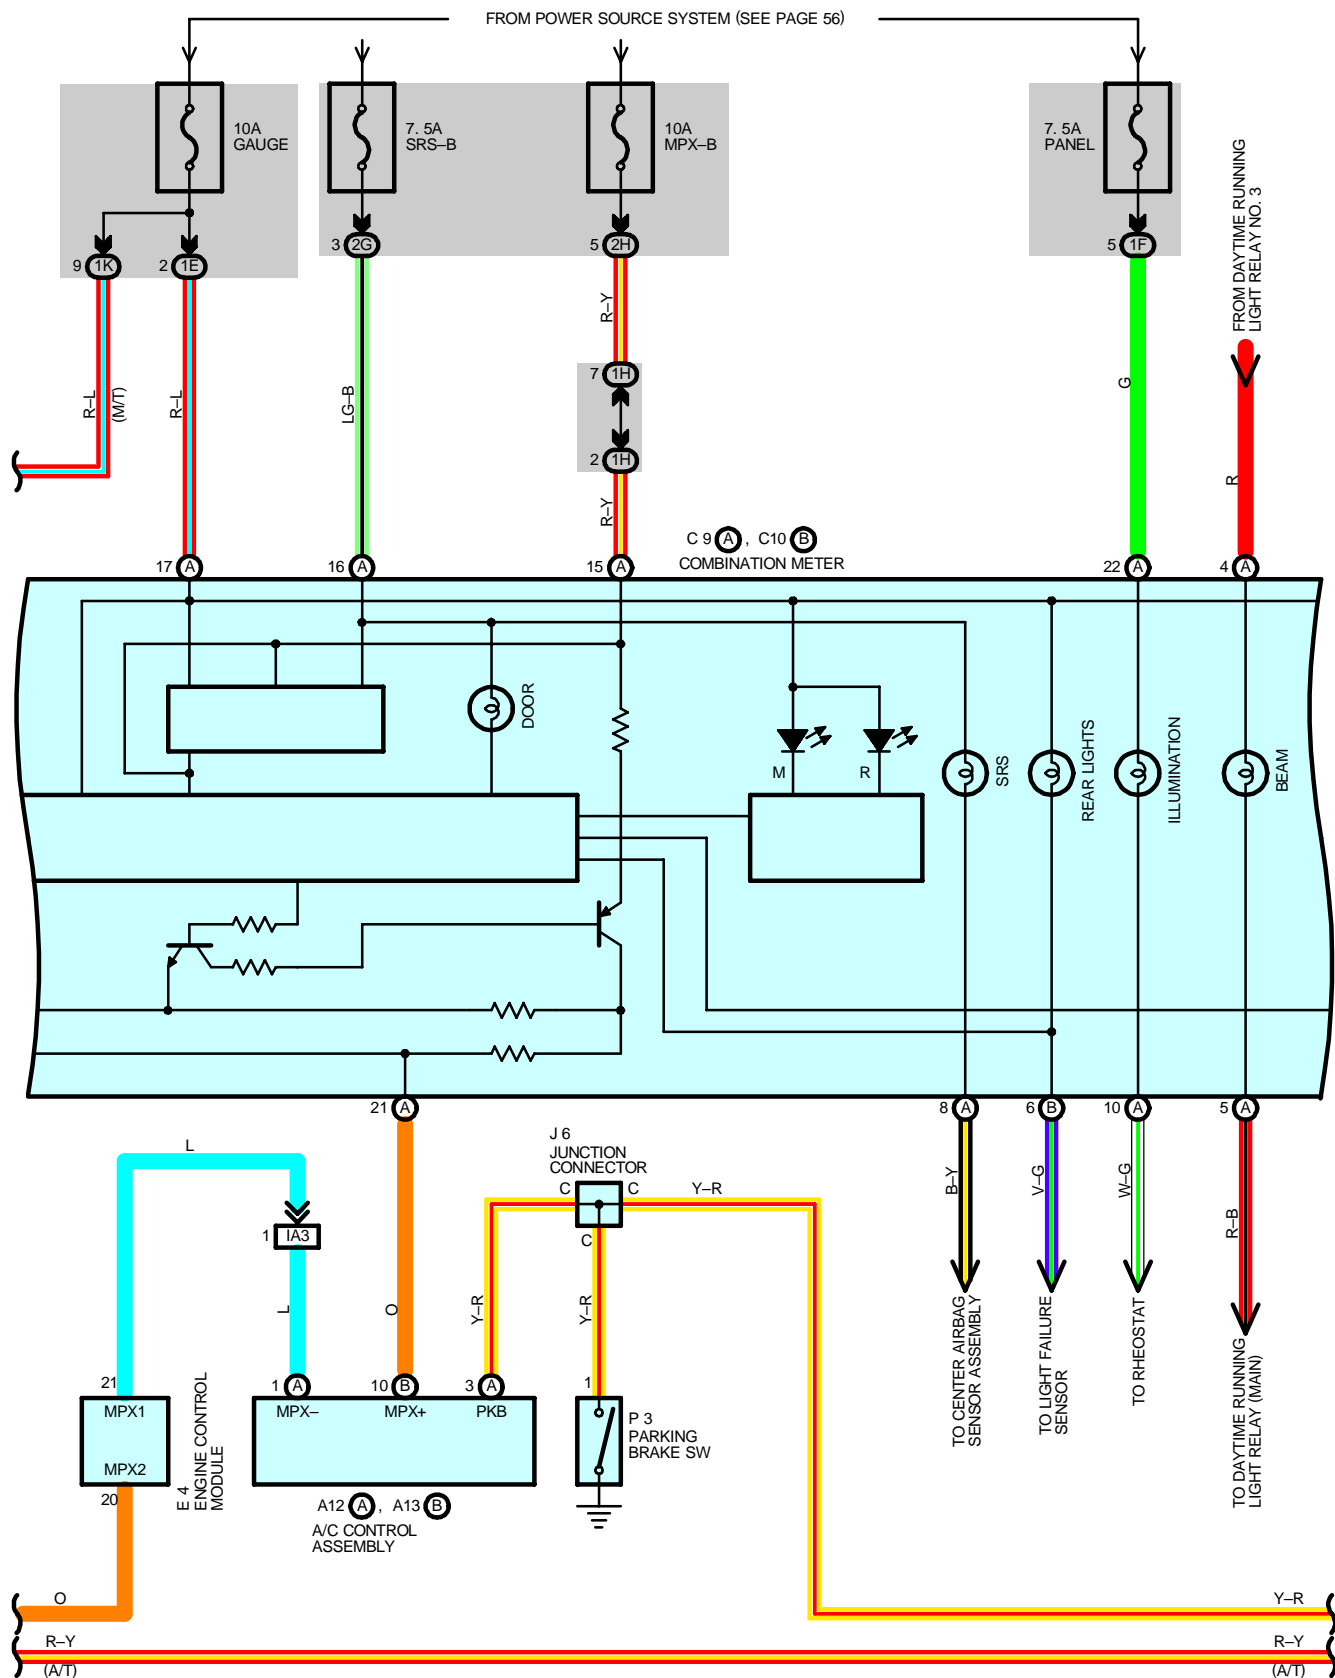 FROM POWER SOURCE SYSTEM (SEE PAGE 56)
10A
GAUGE
7. 5A
SRS–B
10A
MPX–B
7. 5A
PANEL
FROM DAYTIME RUNNING
LIGHT RELAY NO. 3
3 2G
5 2H
5 1F
9 1K
2 1E
R–L
(M/T)
R–L
LG–B
R–Y
7 1H
2 1H
R–Y
G
R
C 9 A , C10 B
COMBINATION METER
17 A
16 A
15 A
22 A
4 A
DOOR
M
R
SRS
REAR LIGHTS
ILLUMINATION
BEAM
21 A
8 A
6 B
10 A
5 A
L
J 6
JUNCTION
CONNECTOR
C
C
C
Y–R
1 IA3
L
O
Y–R
Y–R
B–Y
V–G
W–G
R–B
TO CENTER AIRBAG
SENSOR ASSEMBLY
TO LIGHT FAILURE
SENSOR
TO RHEOSTAT
TO DAYTIME RUNNING
LIGHT RELAY (MAIN)
21
MPX1
MPX2
20
E 4
ENGINE CONTROL
MODULE
1 A
10 B
3 A
MPX–
MPX+
PKB
A12 A , A13 B
A/C CONTROL
ASSEMBLY
1
P 3
PARKING
BRAKE SW
O
Y–R
R–Y
(A/T)
R–Y
(A/T)